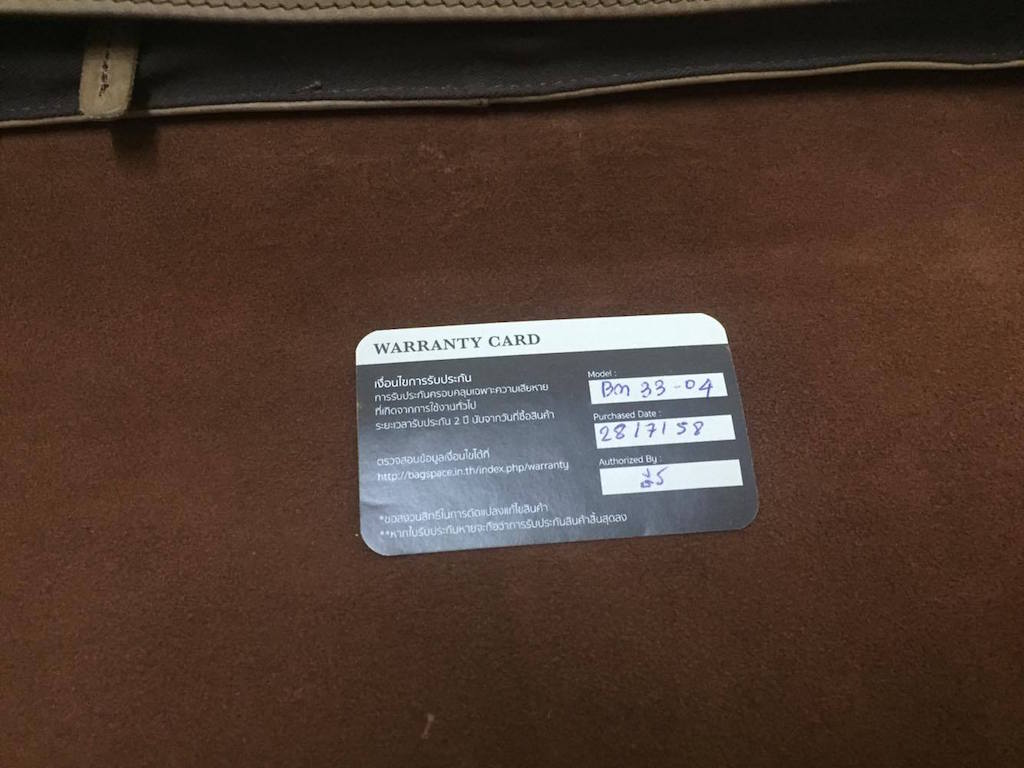 WARRANTY CARD
เงื่อนไขการรับประกัน
การรับประกันครอบคลุมเฉพาะความเสียหาย
ที่เกิดจากการใช้งานทั่วไป
ระยะเวลารับประกัน 2 ปี นับจากวันที่ซื้อสินค้า
ตรวจสอบข้อมูลเงื่อนไขได้ที่
http://bagspace.in.th/index.php/warranty
*ขอสงวนสิทธิ์ในการดัดแปลงแก้ไขสินค้า
**หากใบรับประกันหายจะถือว่าการรับประกันสินค้าสิ้นสุดลง
Model :
BM 33-04
Purchased Date :
28/7/58
Authorized By :